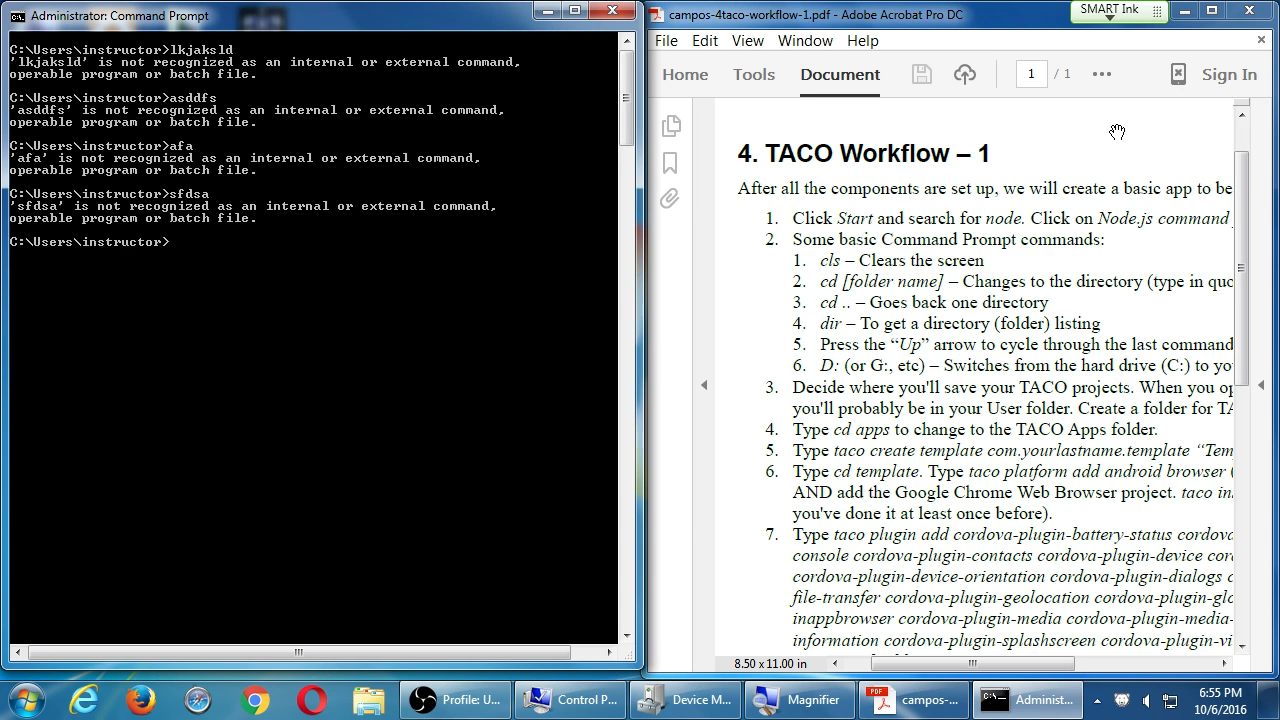 Administrator: Command Prompt
C:\Users\instructor>lkjaksld
'lkjaksld' is not recognized as an internal or external command,
operable program or batch file.
C:\Users\instructor>asddfs
'asddfs' is not recognized as an internal or external command,
operable program or batch file.
C:\Users\instructor>afa
'afa' is not recognized as an internal or external command,
operable program or batch file.
C:\Users\instructor>sfdsa
'sfdsa' is not recognized as an internal or external command,
operable program or batch file.
C:\Users\instructor>
campos-4taco-workflow-1.pdf - Adobe Acrobat Pro DC
SMART Ink
File Edit View Window Help
Home Tools Document 1 / 1 Sign In
4. TACO Workflow – 1
After all the components are set up, we will create a basic app to be
1. Click Start and search for node. Click on Node.js command
2. Some basic Command Prompt commands:
1. cls – Clears the screen
2. cd [folder name] – Changes to the directory (type in quo
3. cd .. – Goes back one directory
4. dir – To get a directory (folder) listing
5. Press the “Up” arrow to cycle through the last command
6. D: (or G:, etc) – Switches from the hard drive (C:) to yo
3. Decide where you'll save your TACO projects. When you op
you'll probably be in your User folder. Create a folder for TA
4. Type cd apps to change to the TACO Apps folder.
5. Type taco create template com.yourlastname.template “Tem
6. Type cd template. Type taco platform add android browser (
AND add the Google Chrome Web Browser project. taco in
you've done it at least once before).
7. Type taco plugin add cordova-plugin-battery-status cordova
console cordova-plugin-contacts cordova-plugin-device cor
cordova-plugin-device-orientation cordova-plugin-dialogs c
file-transfer cordova-plugin-geolocation cordova-plugin-glo
inappbrowser cordova-plugin-media cordova-plugin-media-
information cordova-plugin-splashscreen cordova-plugin-vi
8.50 x 11.00 in
Profile: U... Control P... Device M... Magnifier campos-... Administ... 6:55 PM
10/6/2016